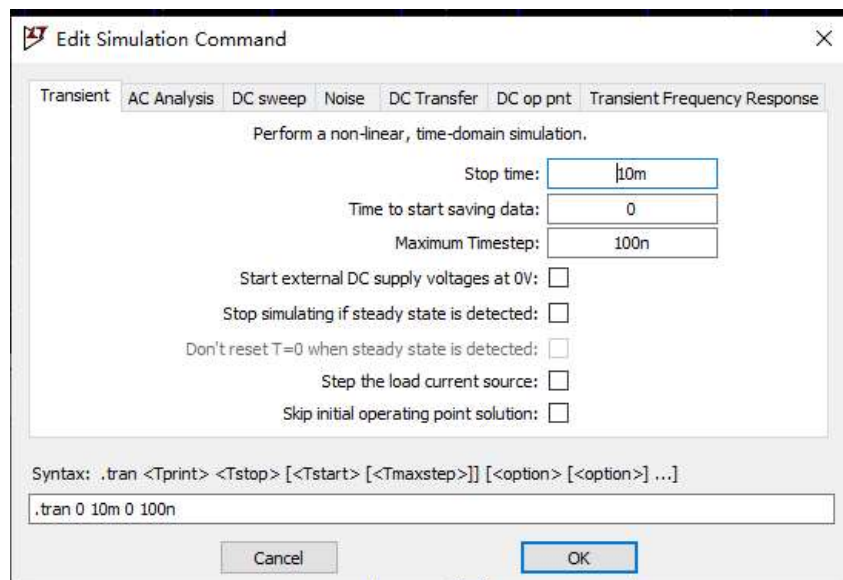 Edit Simulation Command
Transient AC Analysis DC sweep Noise DC Transfer DC op pnt Transient Frequency Response
Perform a non-linear, time-domain simulation.
Stop time: 10m
Time to start saving data: 0
Maximum Timestep: 100n
Start external DC supply voltages at 0V:
Stop simulating if steady state is detected:
Don't reset T=0 when steady state is detected:
Step the load current source:
Skip initial operating point solution:
Syntax: .tran <Tprint> <Tstop> [<Tstart> [<Tmaxstep>]] [<option> [<option>] ...]
.tran 0 10m 0 100n
Cancel OK